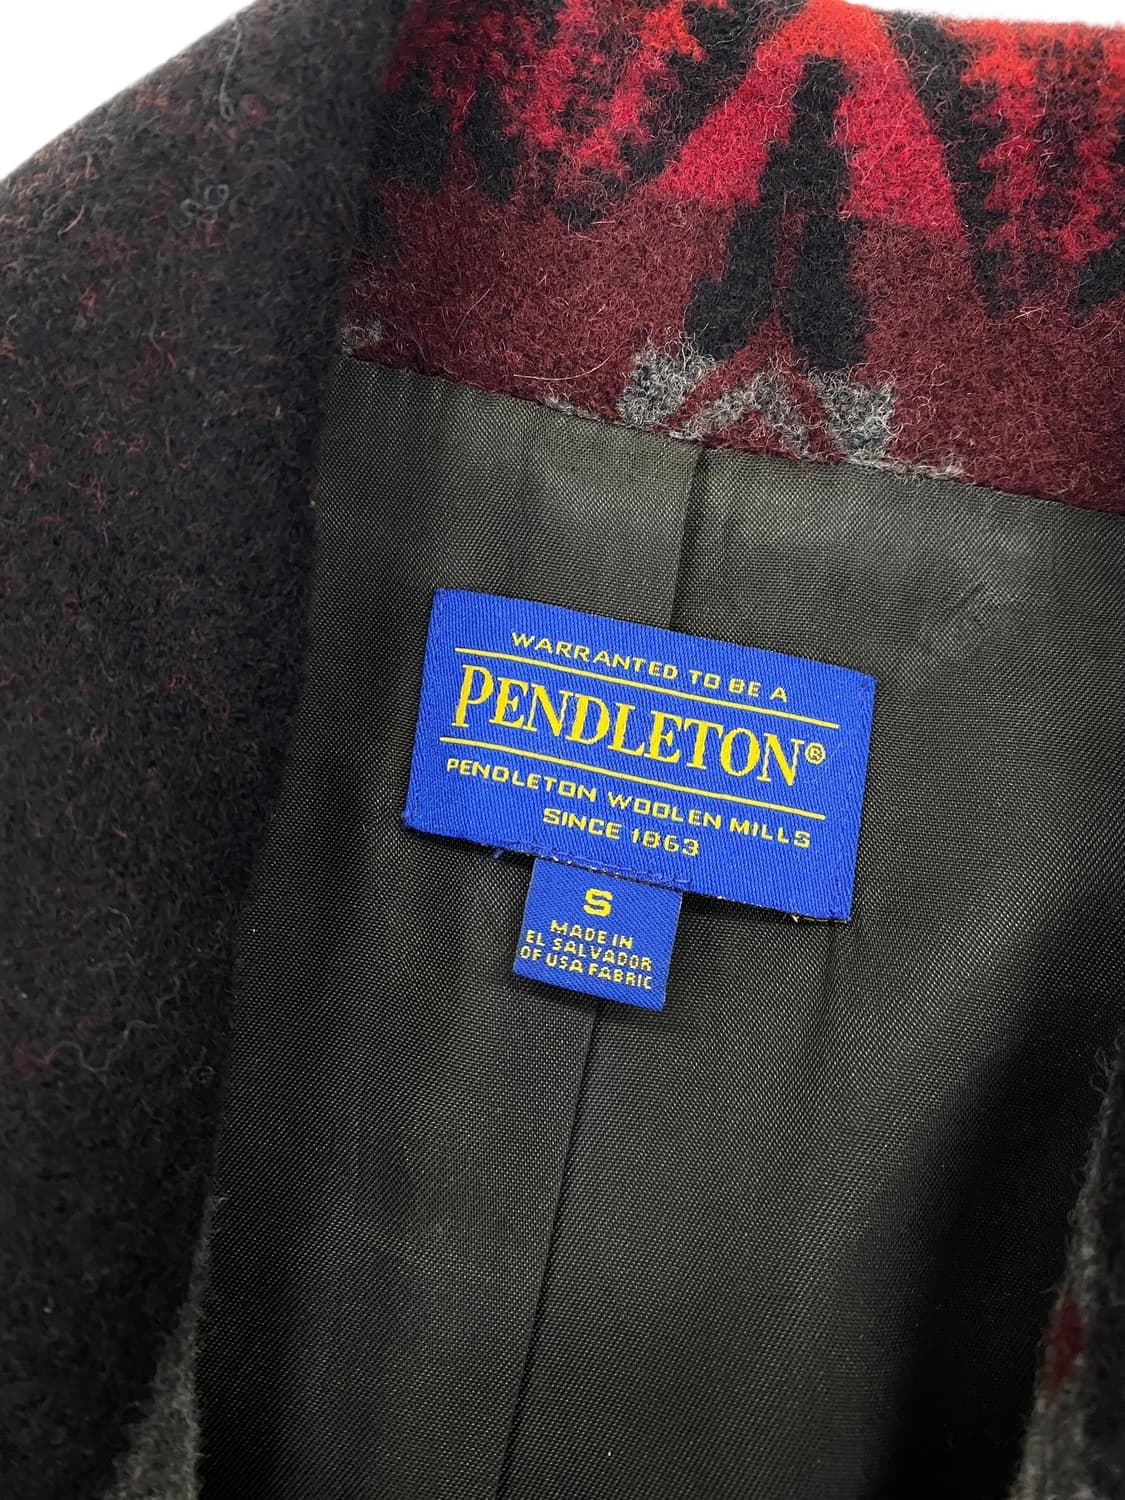 WARRANTED TO BE A
PENDLETON®
PENDLETON WOOLEN MILLS
SINCE 1863
S
MADE IN
EL SALVADOR
OF USA FABRIC